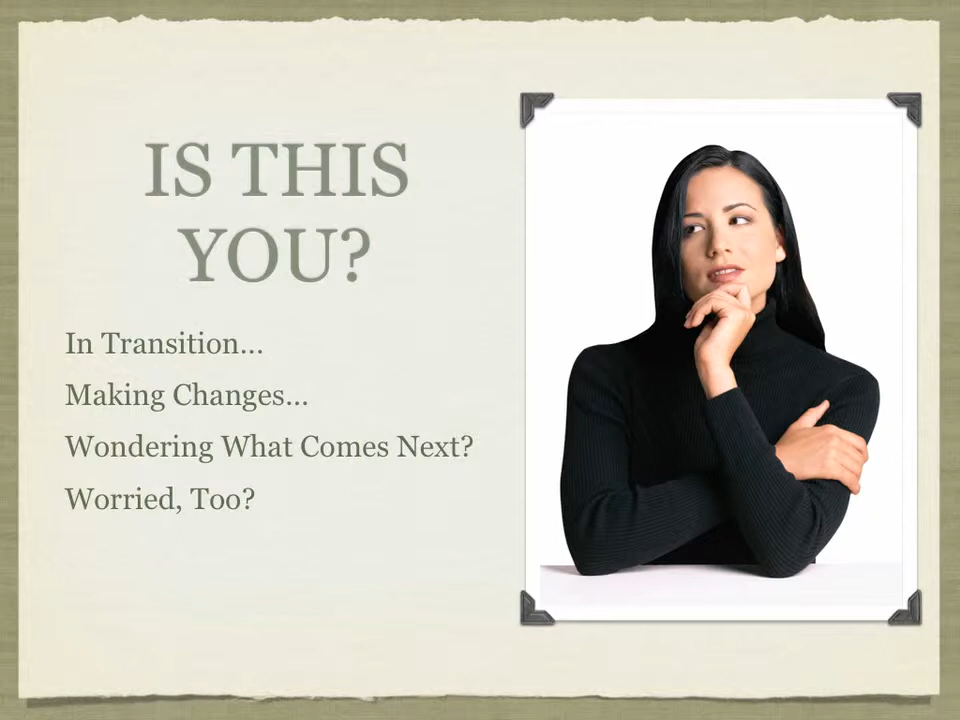 IS THIS
YOU?
In Transition...
Making Changes...
Wondering What Comes Next?
Worried, Too?